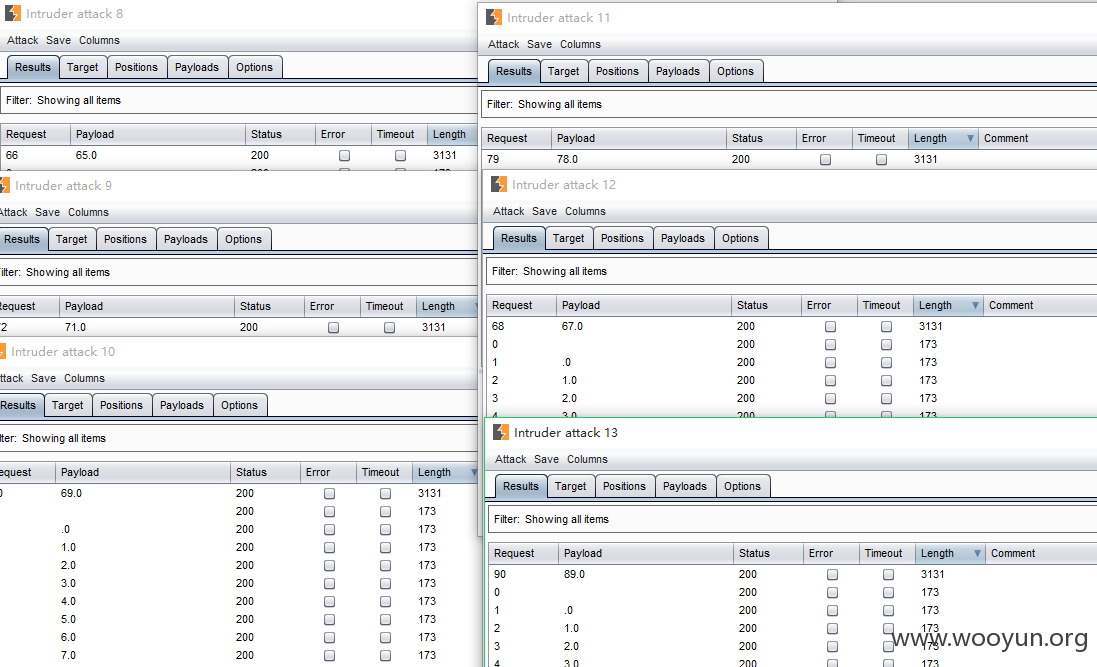 Intruder attack 8
Attack Save Columns
Results Target Positions Payloads Options
Filter: Showing all items
Request Payload Status Error Timeout Length
66 65.0 200 3131
Intruder attack 9
Attack Save Columns
Results Target Positions Payloads Options
ilter: Showing all items
equest Payload Status Error Timeout Length
2 71.0 200 3131
Intruder attack 10
ttack Save Columns
Results Target Positions Payloads Options
ter: Showing all items
equest Payload Status Error Timeout Length
0 69.0 200 3131
200 173
.0 200 173
1.0 200 173
2.0 200 173
3.0 200 173
4.0 200 173
5.0 200 173
6.0 200 173
7.0 200 173
Intruder attack 11
Attack Save Columns
Results Target Positions Payloads Options
Filter: Showing all items
Request Payload Status Error Timeout Length Comment
79 78.0 200 3131
Intruder attack 12
Attack Save Columns
Results Target Positions Payloads Options
Filter: Showing all items
Request Payload Status Error Timeout Length Comment
68 67.0 200 3131
0 200 173
1 .0 200 173
2 1.0 200 173
3 2.0 200 173
4 3.0 200 173
Intruder attack 13
Attack Save Columns
Results Target Positions Payloads Options
Filter: Showing all items
Request Payload Status Error Timeout Length Comment
90 89.0 200 3131
0 200 173
1 .0 200 173
2 1.0 200 173
3 2.0 200 173
4 3.0 200 173
www.wooyun.org